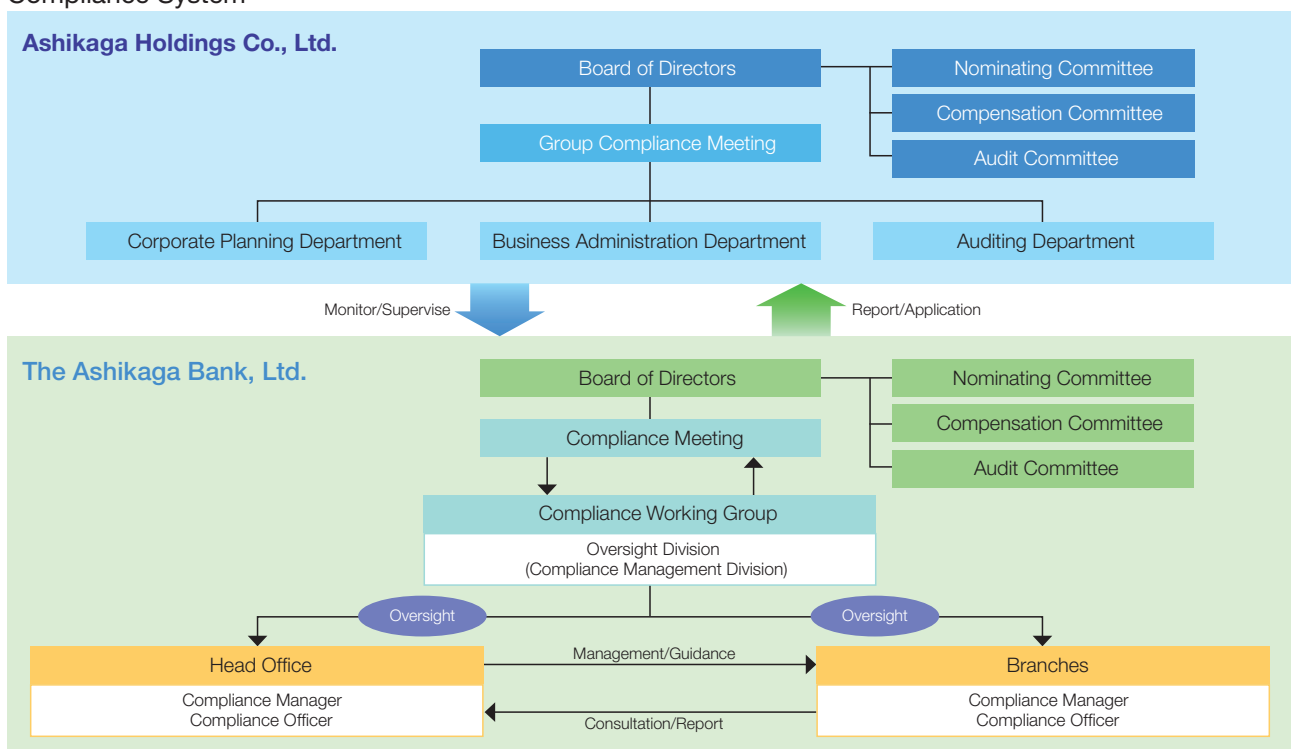 Compliance System
Ashikaga Holdings Co., Ltd.
Board of Directors
Nominating Committee
Compensation Committee
Group Compliance Meeting
Audit Committee
Corporate Planning Department
Business Administration Department
Auditing Department
Monitor/Supervise
Report/Application
The Ashikaga Bank, Ltd.
Board of Directors
Nominating Committee
Compensation Committee
Compliance Meeting
Audit Committee
Compliance Working Group
Oversight Division
(Compliance Management Division)
Oversight
Oversight
Head Office
Management/Guidance
Branches
Compliance Manager
Compliance Officer
Consultation/Report
Compliance Manager
Compliance Officer